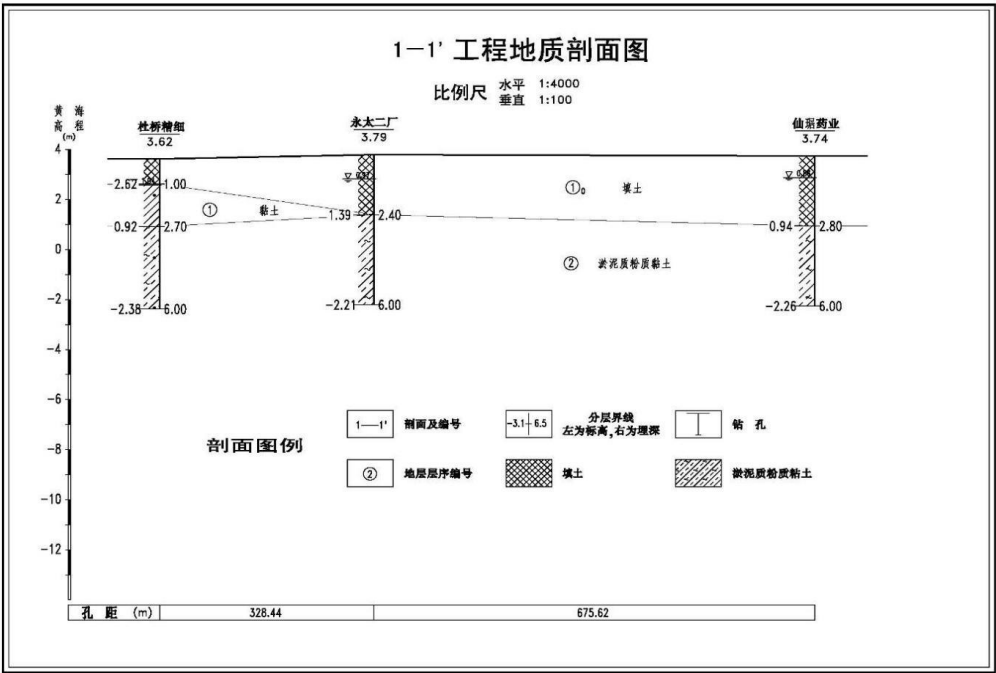 1—1' 工程地质剖面图
比例尺 水平 1:4000
垂直 1:100
黄 海
高 程
(m)
杜桥精细
3.62
永太二厂
3.79
仙琚药业
3.74
4
2
0
-2
-4
-6
-8
-10
-12
2.62 1.00
0.92 2.70
-2.38 6.00
1.39 2.40
-2.21 6.00
0.94 2.80
-2.26 6.00
① 黏土
①0 填土
② 淤泥质粉质黏土
剖面图例
1—1' 剖面及编号
-3.1 6.5 分层界线
左为标高,右为埋深
钻 孔
② 地层层序编号
填土
淤泥质粉质粘土
孔 距 (m) 328.44 675.62